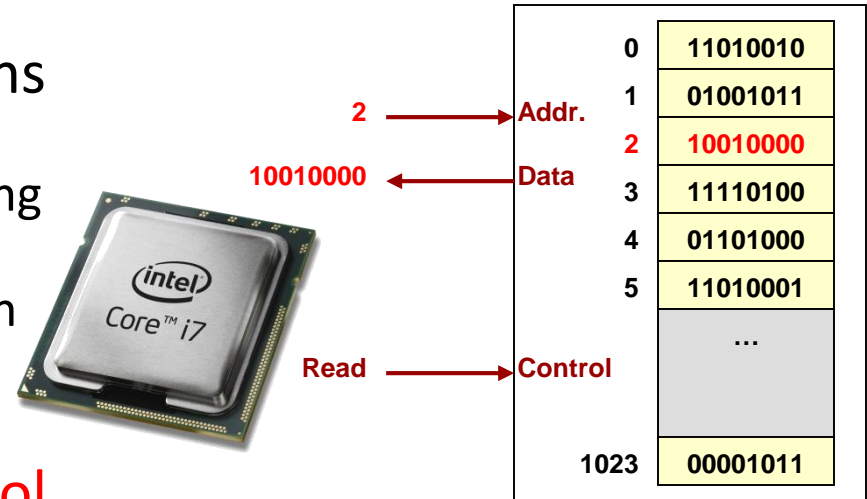 ns
ng
n
ol
intel
Core™ i7
2
10010000
Read
Addr.
Data
Control
0 11010010
1 01001011
2 10010000
3 11110100
4 01101000
5 11010001
...
1023 00001011